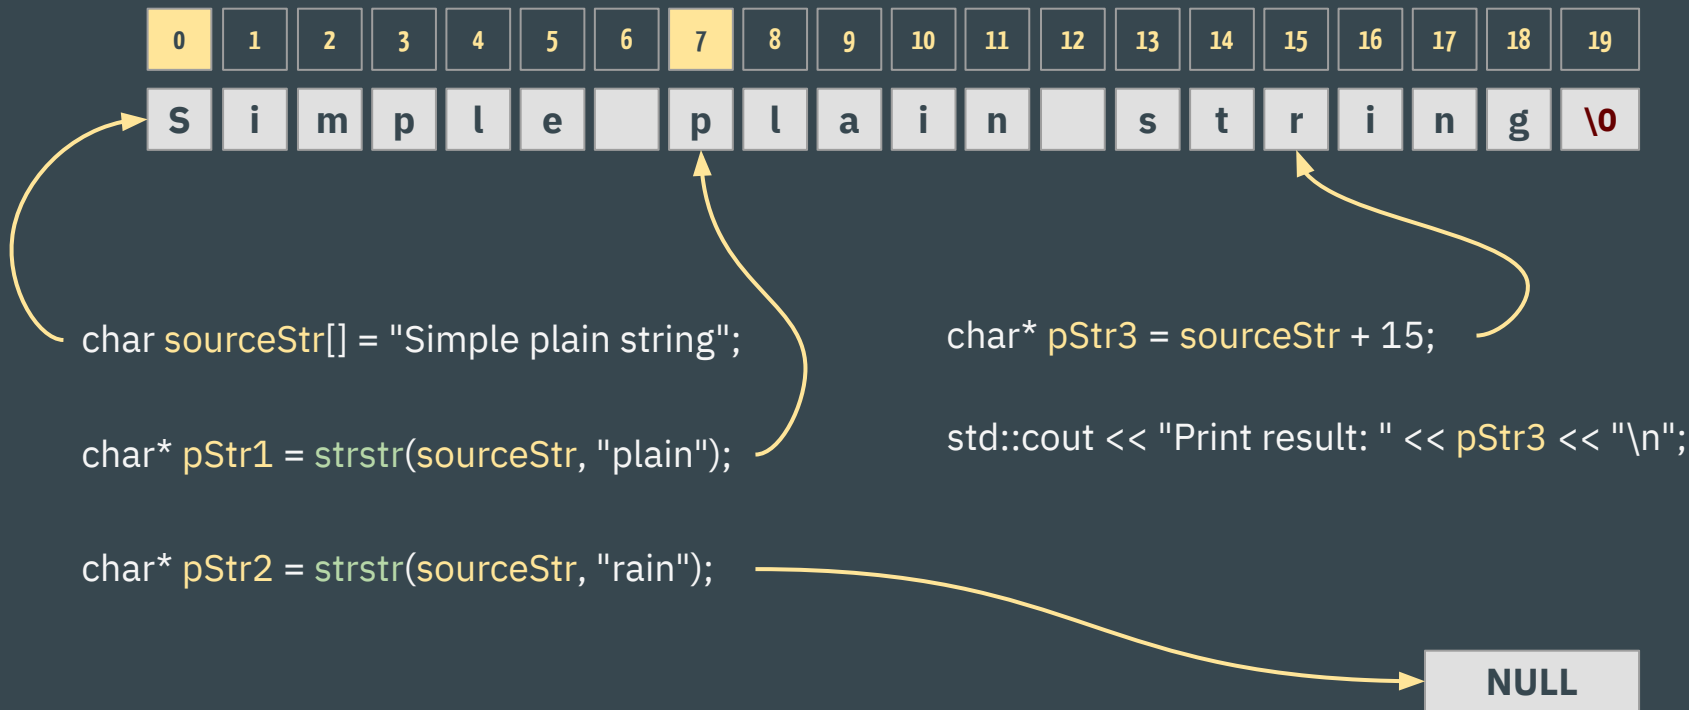 0 1 2 3 4 5 6 7 8 9 10 11 12 13 14 15 16 17 18 19
S i m p l e p l a i n s t r i n g \0
char sourceStr[] = "Simple plain string";
char* pStr1 = strstr(sourceStr, "plain");
char* pStr2 = strstr(sourceStr, "rain");
char* pStr3 = sourceStr + 15;
std::cout << "Print result: " << pStr3 << "\n";
NULL